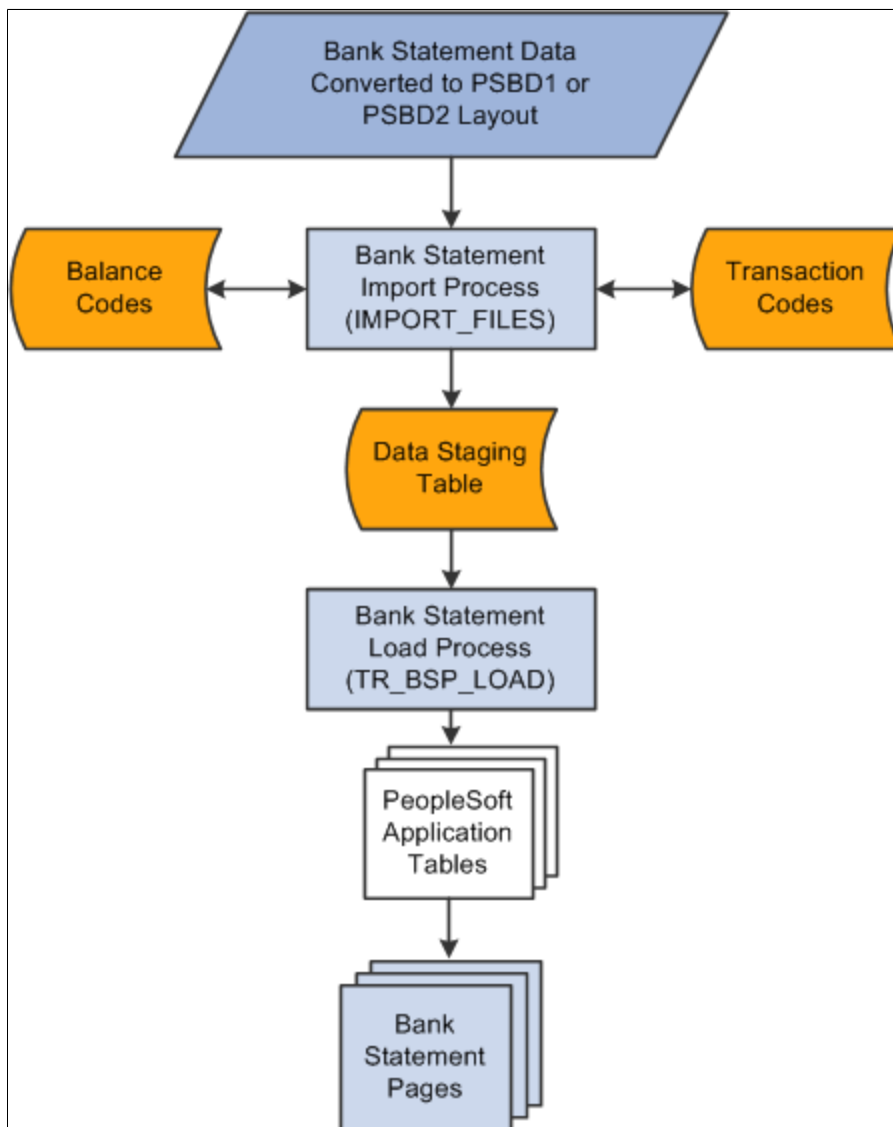 Bank Statement Data
Converted to PSBD1 or
PSBD2 Layout
Balance
Codes
Bank Statement
Import Process
(IMPORT_FILES)
Transaction
Codes
Data Staging
Table
Bank Statement
Load Process
(TR_BSP_LOAD)
PeopleSoft
Application
Tables
Bank
Statement
Pages